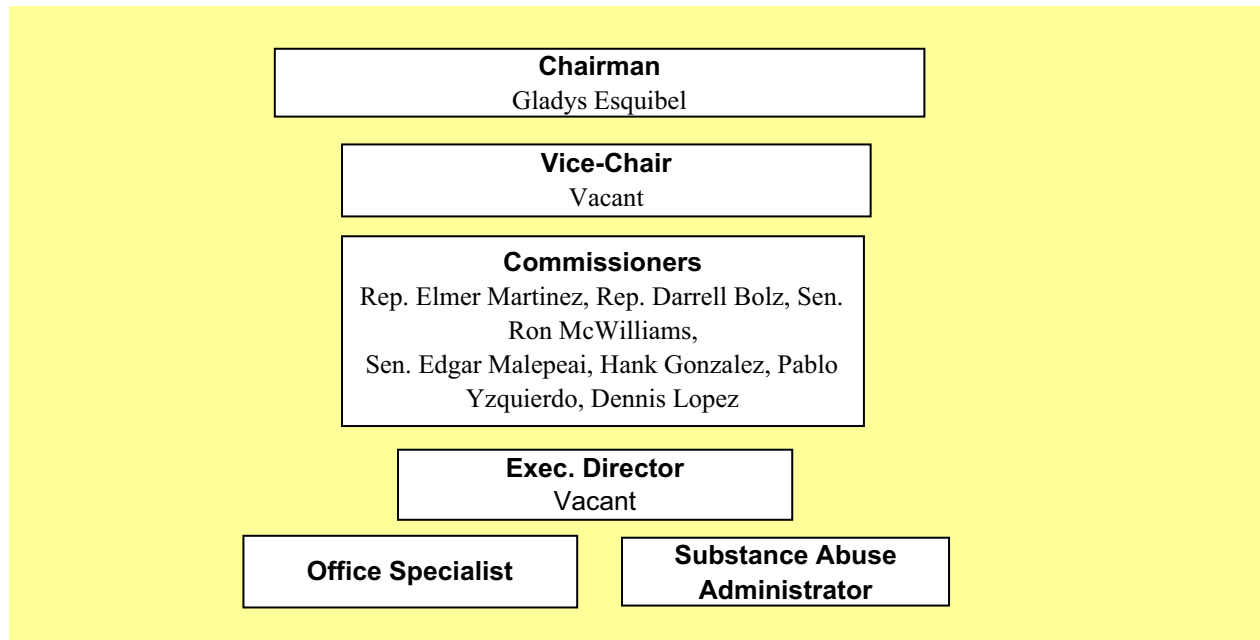 Chairman
Gladys Esquibel
Vice-Chair
Vacant
Commissioners
Rep. Elmer Martinez, Rep. Darrell Bolz, Sen.
Ron McWilliams,
Sen. Edgar Malepeai, Hank Gonzalez, Pablo
Yzquierdo, Dennis Lopez
Exec. Director
Vacant
Office Specialist
Substance Abuse
Administrator